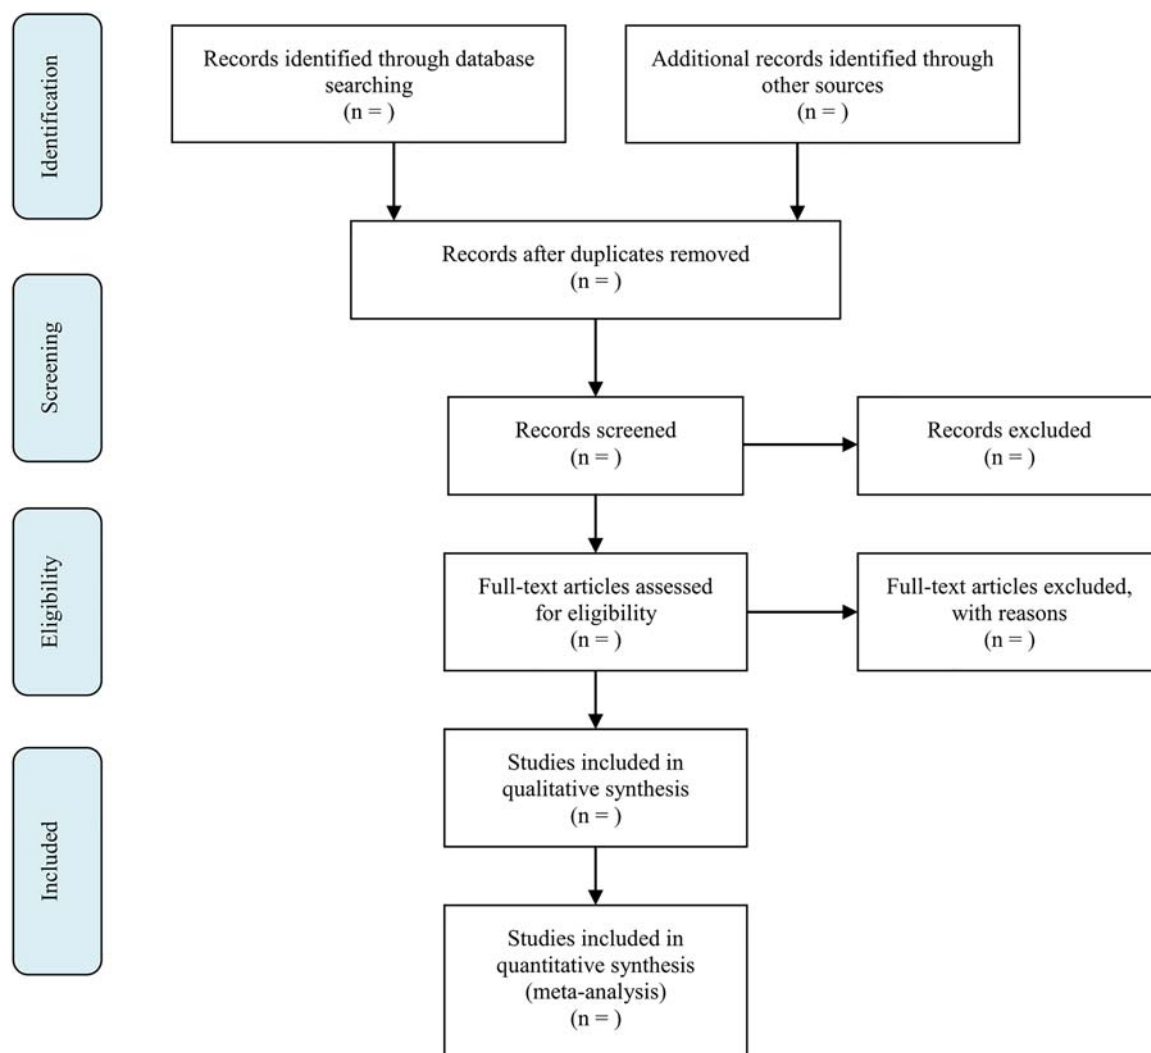 Identification
Records identified through database
searching
(n = )
Additional records identified through
other sources
(n = )
Records after duplicates removed
(n = )
Screening
Records screened
(n = )
Records excluded
(n = )
Eligibility
Full-text articles assessed
for eligibility
(n = )
Full-text articles excluded,
with reasons
(n = )
Included
Studies included in
qualitative synthesis
(n = )
Studies included in
quantitative synthesis
(meta-analysis)
(n = )